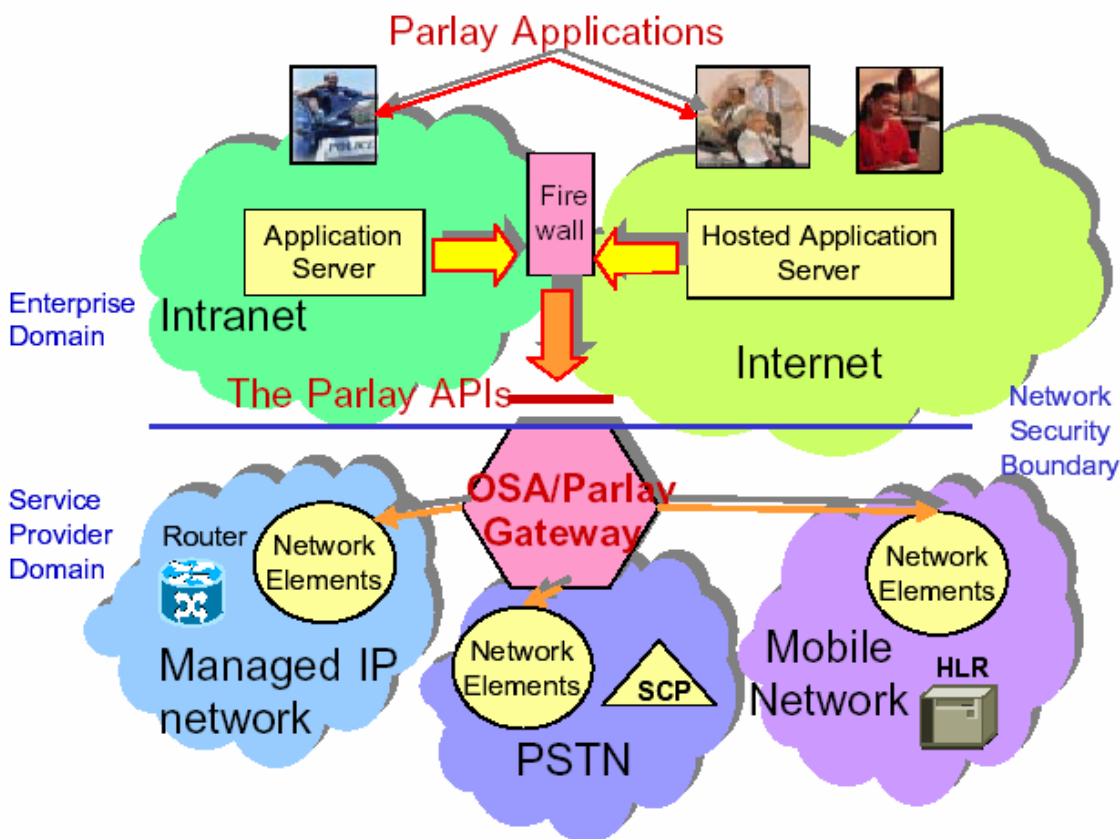 Parlay Applications
POLICE
Fire
wall
Application
Server
Hosted Application
Server
Enterprise
Domain
Intranet
Internet
The Parlay APIs
Network
Security
Boundary
Service
Provider
Domain
OSA/Parlay
Gateway
Router
Network
Elements
Managed IP
network
Network
Elements
SCP
PSTN
Network
Elements
Mobile
Network
HLR